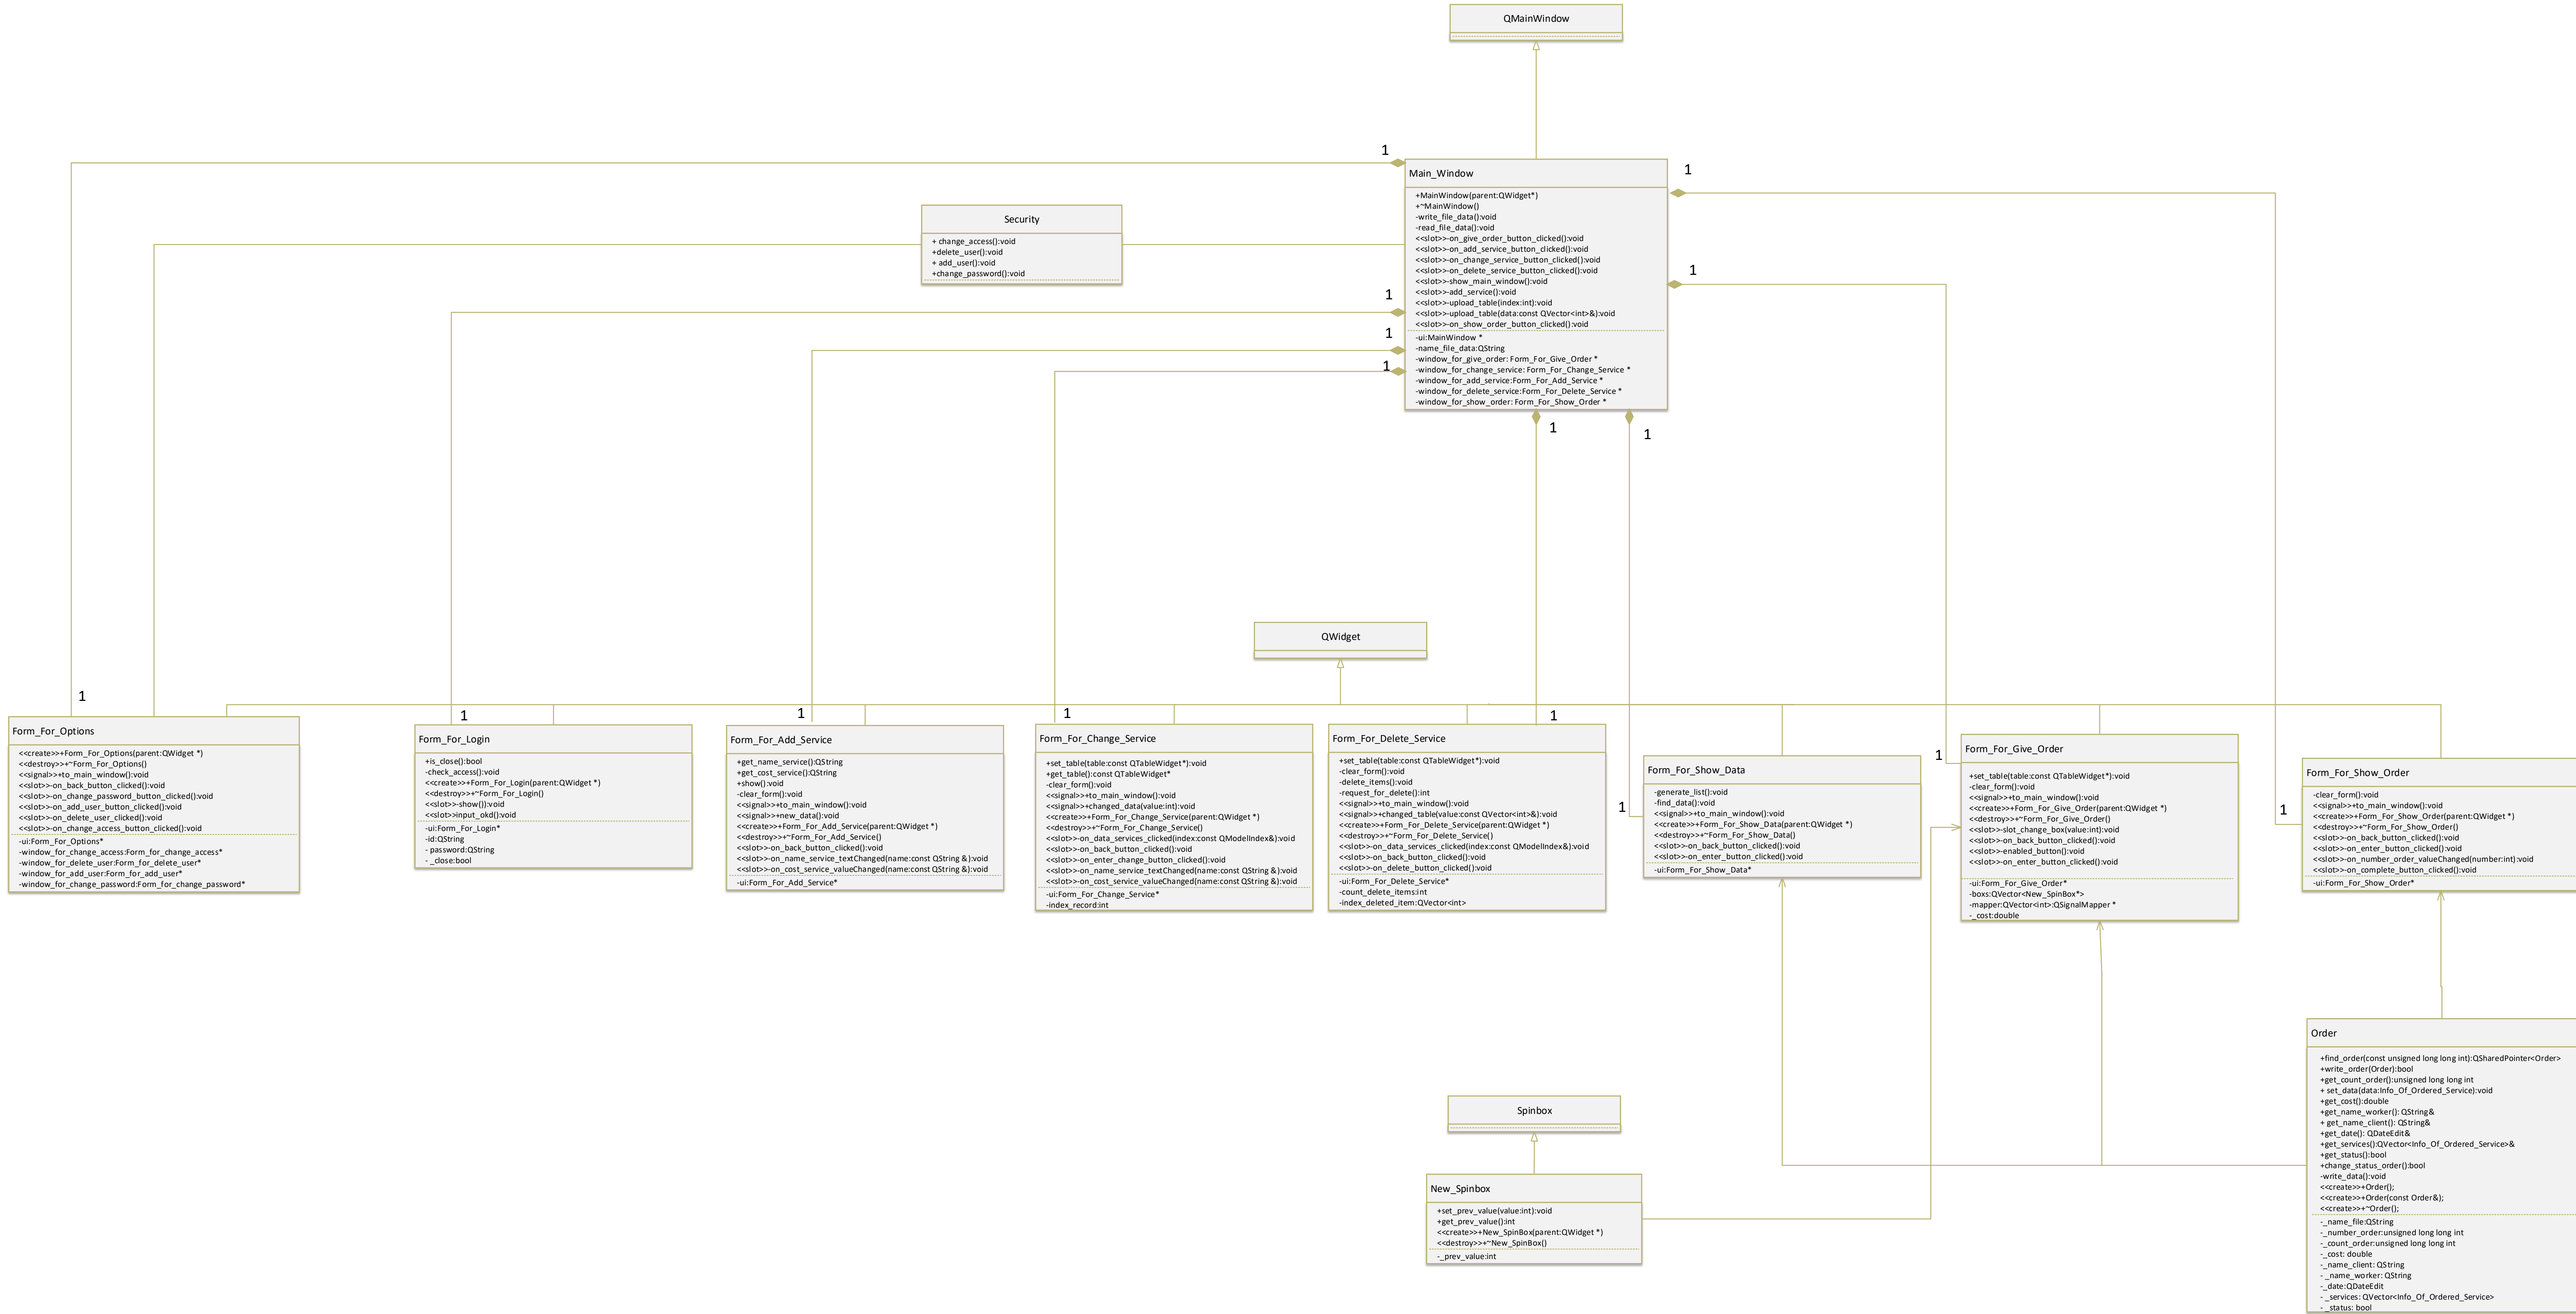 QMainWindow
1
1
Main_Window
+MainWindow(parent:QWidget*)
+~MainWindow()
-write_file_data():void
-read_file_data():void
<<slot>>-on_give_order_button_clicked():void
<<slot>>-on_add_service_button_clicked():void
<<slot>>-on_change_service_button_clicked():void
<<slot>>-on_delete_service_button_clicked():void
<<slot>>-show_main_window():void
<<slot>>-add_service():void
<<slot>>-upload_table(index:int):void
<<slot>>-upload_table(data:const QVector<int>&):void
<<slot>>-on_show_order_button_clicked():void
-ui:MainWindow *
-name_file_data:QString
-window_for_give_order: Form_For_Give_Order *
-window_for_change_service: Form_For_Change_Service *
-window_for_add_service:Form_For_Add_Service *
-window_for_delete_service:Form_For_Delete_Service *
-window_for_show_order: Form_For_Show_Order *
Security
+ change_access():void
+delete_user():void
+ add_user():void
+change_password():void
1
1
1
1
1
1
QWidget
1
1
1
1
1
1
1
1
Form_For_Options
<<create>>+Form_For_Options(parent:QWidget *)
<<destroy>>+~Form_For_Options()
<<signal>>+to_main_window():void
<<slot>>-on_back_button_clicked():void
<<slot>>-on_change_password_button_clicked():void
<<slot>>-on_add_user_button_clicked():void
<<slot>>-on_delete_user_clicked():void
<<slot>>-on_change_access_button_clicked():void
-ui:Form_For_Options*
-window_for_change_access:Form_for_change_access*
-window_for_delete_user:Form_for_delete_user*
-window_for_add_user:Form_for_add_user*
-window_for_change_password:Form_for_change_password*
Form_For_Login
+is_close():bool
-check_access():void
<<create>>+Form_For_Login(parent:QWidget *)
<<destroy>>+~Form_For_Login()
<<slot>>-show()):void
<<slot>>input_okd():void
-ui:Form_For_Login*
-id:QString
- password:QString
- _close:bool
Form_For_Add_Service
+get_name_service():QString
+get_cost_service():QString
+show():void
-clear_form():void
<<signal>>+to_main_window():void
<<signal>>+new_data():void
<<create>>+Form_For_Add_Service(parent:QWidget *)
<<destroy>>+~Form_For_Add_Service()
<<slot>>-on_back_button_clicked():void
<<slot>>-on_name_service_textChanged(name:const QString &):void
<<slot>>-on_cost_service_valueChanged(name:const QString &):void
-ui:Form_For_Add_Service*
Form_For_Change_Service
+set_table(table:const QTableWidget*):void
+get_table():const QTableWidget*
-clear_form():void
<<signal>>+to_main_window():void
<<signal>>+changed_data(value:int):void
<<create>>+Form_For_Change_Service(parent:QWidget *)
<<destroy>>+~Form_For_Change_Service()
<<slot>>-on_data_services_clicked(index:const QModelIndex&):void
<<slot>>-on_back_button_clicked():void
<<slot>>-on_enter_change_button_clicked():void
<<slot>>-on_name_service_textChanged(name:const QString &):void
<<slot>>-on_cost_service_valueChanged(name:const QString &):void
-ui:Form_For_Change_Service*
-index_record:int
Form_For_Delete_Service
+set_table(table:const QTableWidget*):void
-clear_form():void
-delete_items():void
-request_for_delete():int
<<signal>>+to_main_window():void
<<signal>>+changed_table(value:const QVector<int>&):void
<<create>>+Form_For_Delete_Service(parent:QWidget *)
<<destroy>>+~Form_For_Delete_Service()
<<slot>>-on_data_services_clicked(index:const QModelIndex&):void
<<slot>>-on_back_button_clicked():void
<<slot>>-on_delete_button_clicked():void
-ui:Form_For_Delete_Service*
-count_delete_items:int
-index_deleted_item:QVector<int>
Form_For_Show_Data
-generate_list():void
-find_data():void
<<signal>>+to_main_window():void
<<create>>+Form_For_Show_Data(parent:QWidget *)
<<destroy>>+~Form_For_Show_Data()
<<slot>>-on_back_button_clicked():void
<<slot>>-on_enter_button_clicked():void
-ui:Form_For_Show_Data*
Form_For_Give_Order
+set_table(table:const QTableWidget*):void
-clear_form():void
<<signal>>+to_main_window():void
<<create>>+Form_For_Give_Order(parent:QWidget *)
<<destroy>>+~Form_For_Give_Order()
<<slot>>-slot_change_box(value:int):void
<<slot>>-on_back_button_clicked():void
<<slot>>-enabled_button():void
<<slot>>-on_enter_button_clicked():void
-ui:Form_For_Give_Order*
-boxs:QVector<New_SpinBox*>
-mapper:QVector<int>:QSignalMapper *
-_cost:double
Form_For_Show_Order
-clear_form():void
<<signal>>+to_main_window():void
<<create>>+Form_For_Show_Order(parent:QWidget *)
<<destroy>>+~Form_For_Show_Order()
<<slot>>-on_back_button_clicked():void
<<slot>>-on_enter_button_clicked():void
<<slot>>-on_number_order_valueChanged(number:int):void
<<slot>>-on_complete_button_clicked():void
-ui:Form_For_Show_Order*
Order
+find_order(const unsigned long long int):QSharedPointer<Order>
+write_order(Order):bool
+get_count_order():unsigned long long int
+ set_data(data:Info_Of_Ordered_Service):void
+get_cost():double
+get_name_worker(): QString&
+ get_name_client(): QString&
+get_date(): QDateEdit&
+get_services():QVector<Info_Of_Ordered_Service>&
+get_status():bool
+change_status_order():bool
-write_data():void
<<create>>+Order();
<<create>>+Order(const Order&);
<<create>>+~Order();
-_name_file:QString
-_number_order:unsigned long long int
-_count_order:unsigned long long int
-_cost: double
-_name_client: QString
- _name_worker: QString
-_date:QDateEdit
- _services: QVector<Info_Of_Ordered_Service>
- _status: bool
Spinbox
New_Spinbox
+set_prev_value(value:int):void
+get_prev_value():int
<<create>>+New_SpinBox(parent:QWidget *)
<<destroy>>+~New_SpinBox()
-_prev_value:int